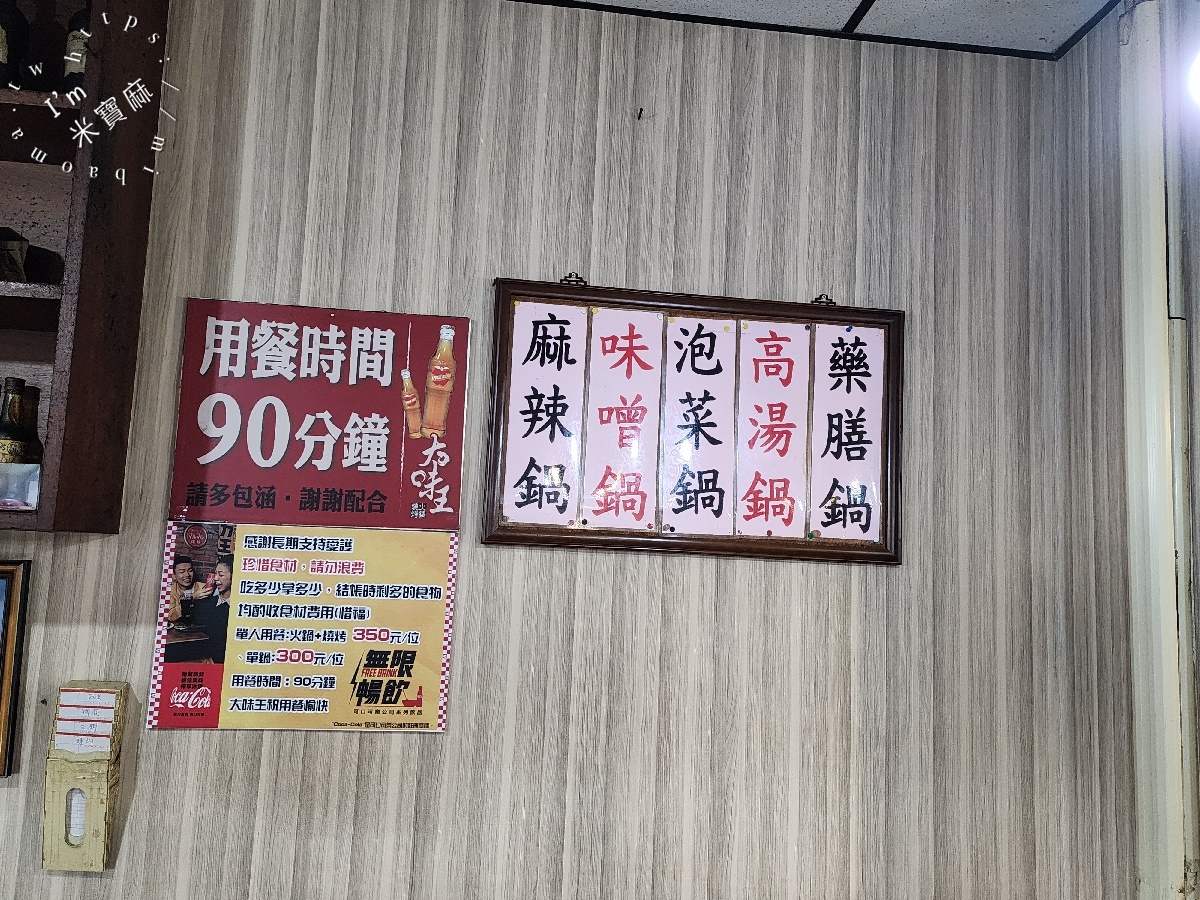 https://mibaoma.tw
I'm
米寶麻
用餐時間
90分鐘
請多包涵·謝謝配合
大味王
感謝長期支持愛護
珍惜食材,請勿浪費
吃多少拿多少,結帳時剩多的食物
均酌收食材費用(惜福)
單人用餐:火鍋+燒烤 350元/位
、單鍋:300元/位
用餐時間:90分鐘
大味王祝用餐愉快
無限
FREE DRINK
暢飲
Coca-Cola
麻辣鍋
味噌鍋
泡菜鍋
高湯鍋
藥膳鍋